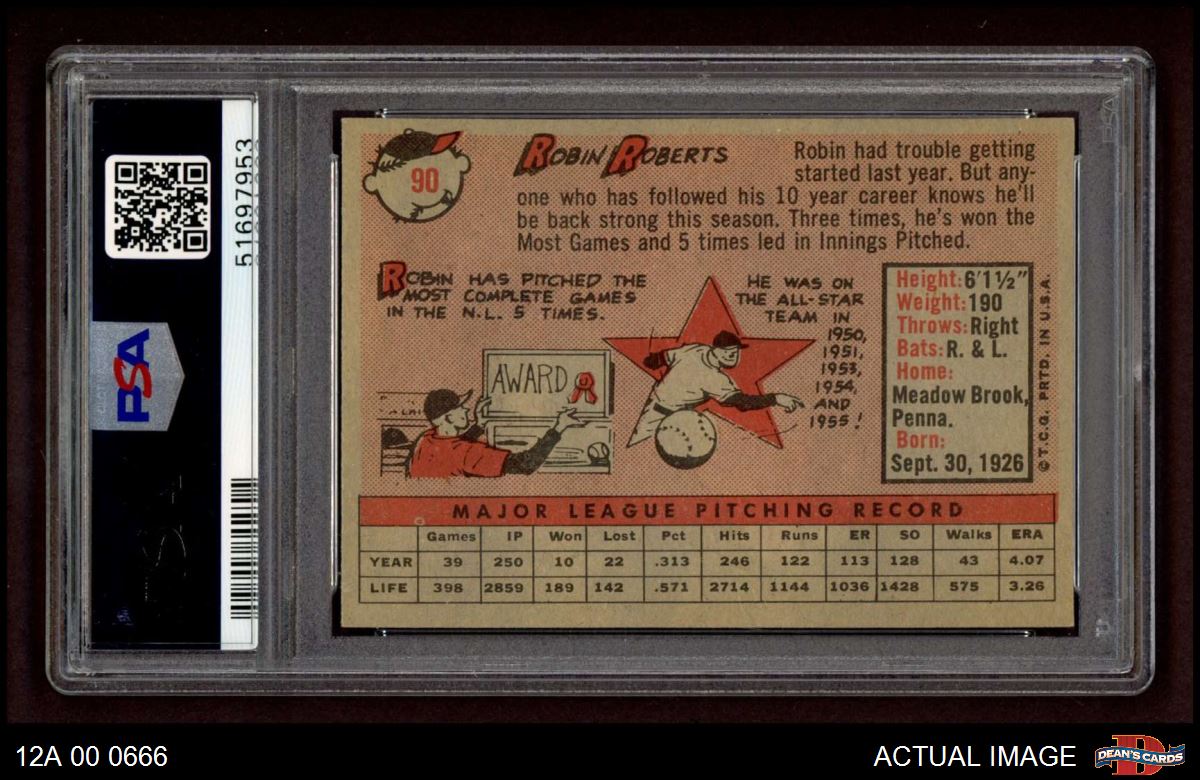 51697953
PSA
90
ROBIN ROBERTS
Robin had trouble getting
started last year. But any-
one who has followed his 10 year career knows he'll
be back strong this season. Three times, he's won the
Most Games and 5 times led in Innings Pitched.
ROBIN HAS PITCHED THE
MOST COMPLETE GAMES
IN THE N.L. 5 TIMES.
AWARD
HE WAS ON
THE ALL-STAR
TEAM IN
1950,
1951,
1953,
1954,
AND
1955!
Height: 6'1½"
Weight: 190
Throws: Right
Bats: R. & L.
Home:
Meadow Brook,
Penna.
Born:
Sept. 30, 1926
© T.C.G. PRTD. IN U.S.A.
MAJOR LEAGUE PITCHING RECORD
Games IP Won Lost Pct Hits Runs ER SO Walks ERA
YEAR 39 250 10 22 .313 246 122 113 128 43 4.07
LIFE 398 2859 189 142 .571 2714 1144 1036 1428 575 3.26
12A 00 0666
ACTUAL IMAGE
DEAN'S CARDS